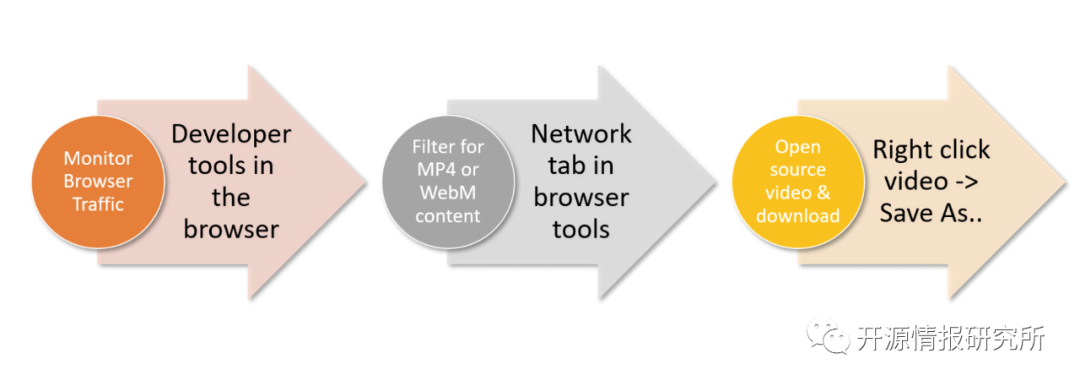 Monitor
Browser
Traffic
Developer
tools in
the
browser
Filter for
MP4 or
WebM
content
Network
tab in
browser
tools
Open
source
video &
download
Right click
video ->
Save As..
开源情报研究所